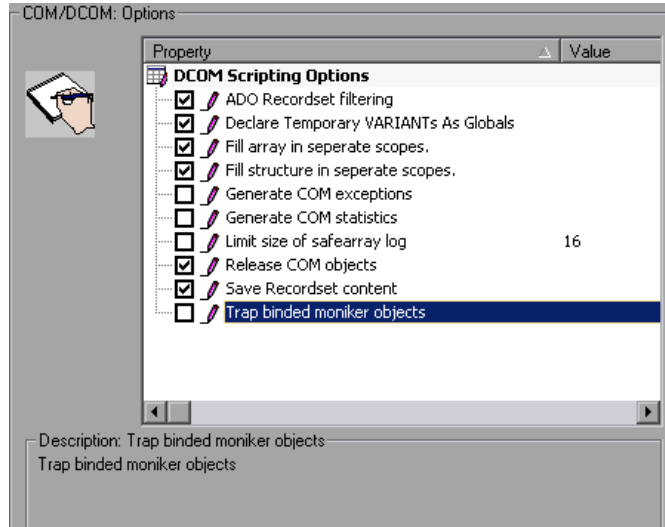 COM/DCOM: Options
Property Value
DCOM Scripting Options
ADO Recordset filtering
Declare Temporary VARIANTs As Globals
Fill array in seperate scopes.
Fill structure in seperate scopes.
Generate COM exceptions
Generate COM statistics
Limit size of safearray log 16
Release COM objects
Save Recordset content
Trap binded moniker objects
Description: Trap binded moniker objects
Trap binded moniker objects